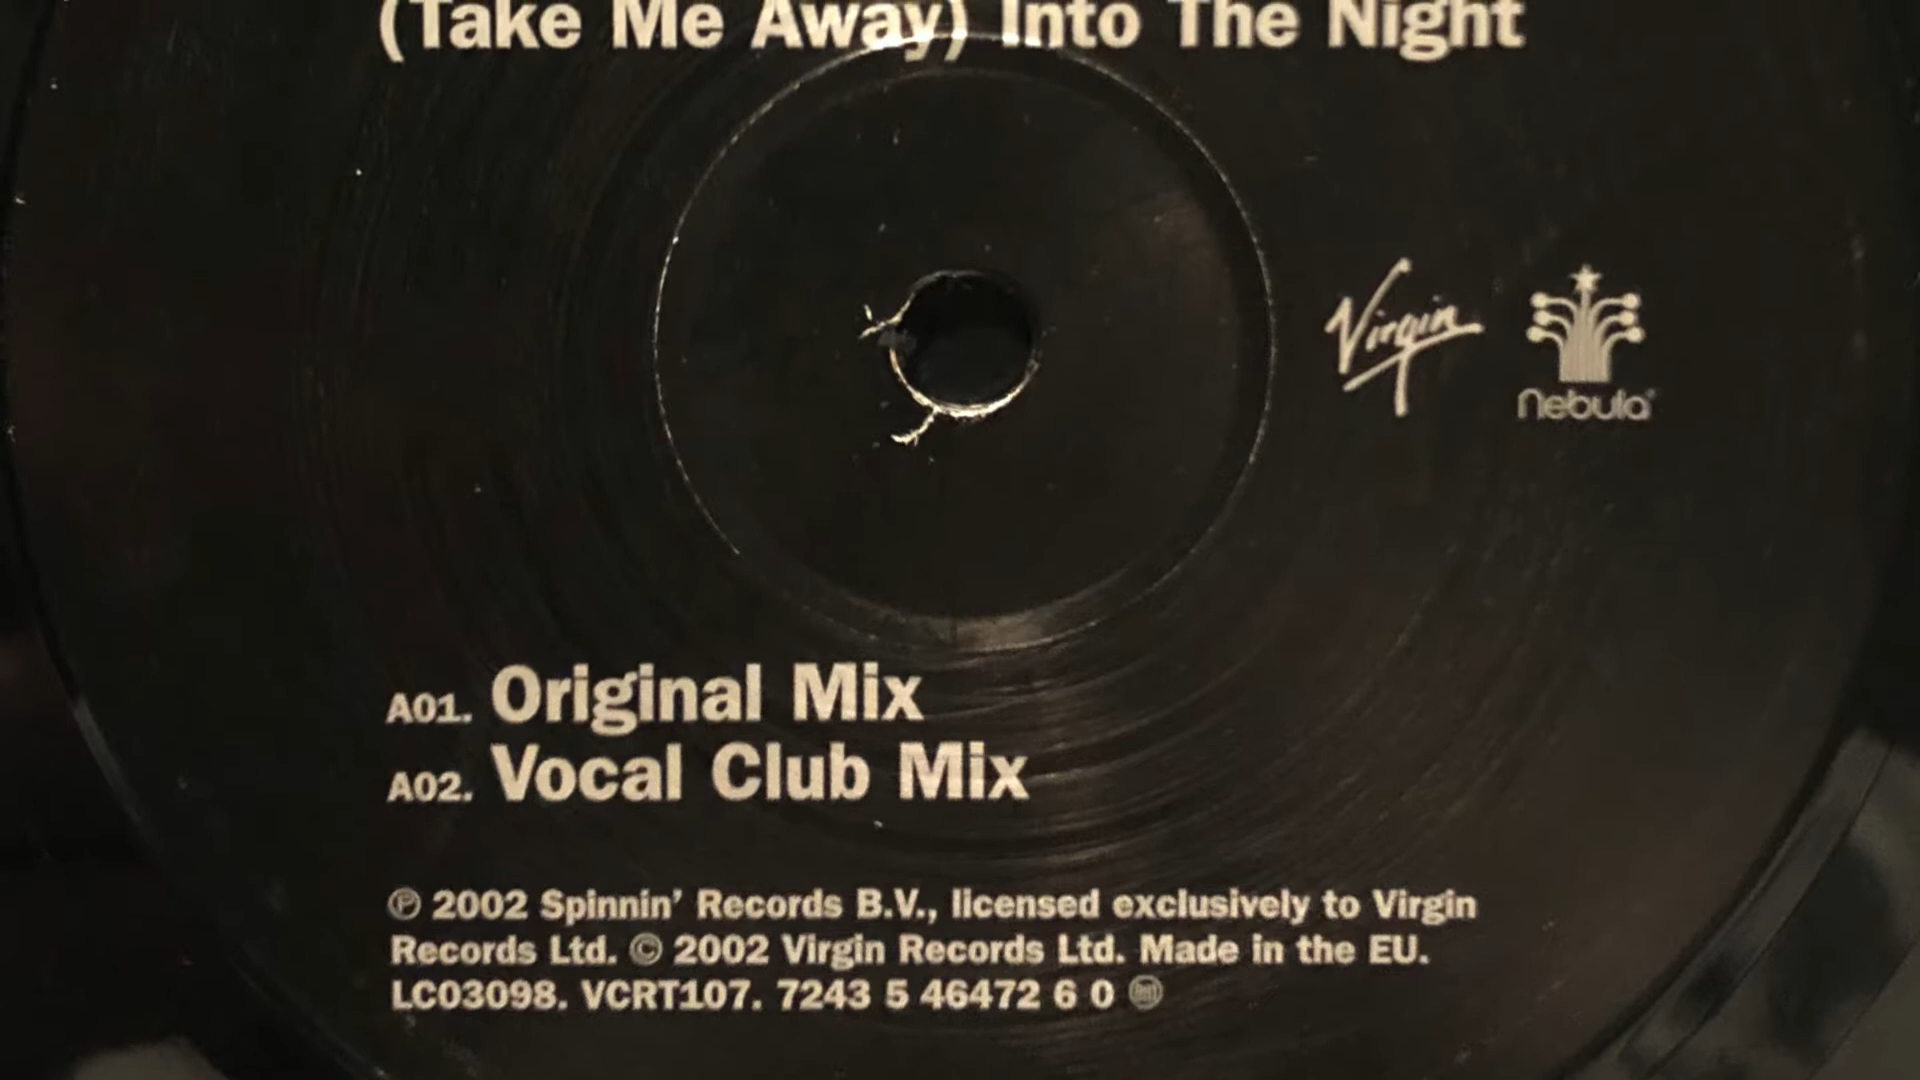 (Take Me Away) Into The Night
Virgin
nebula
A01. Original Mix
A02. Vocal Club Mix
℗ 2002 Spinnin' Records B.V., licensed exclusively to Virgin
Records Ltd. © 2002 Virgin Records Ltd. Made in the EU.
LC03098. VCRT107. 7243 5 46472 6 0